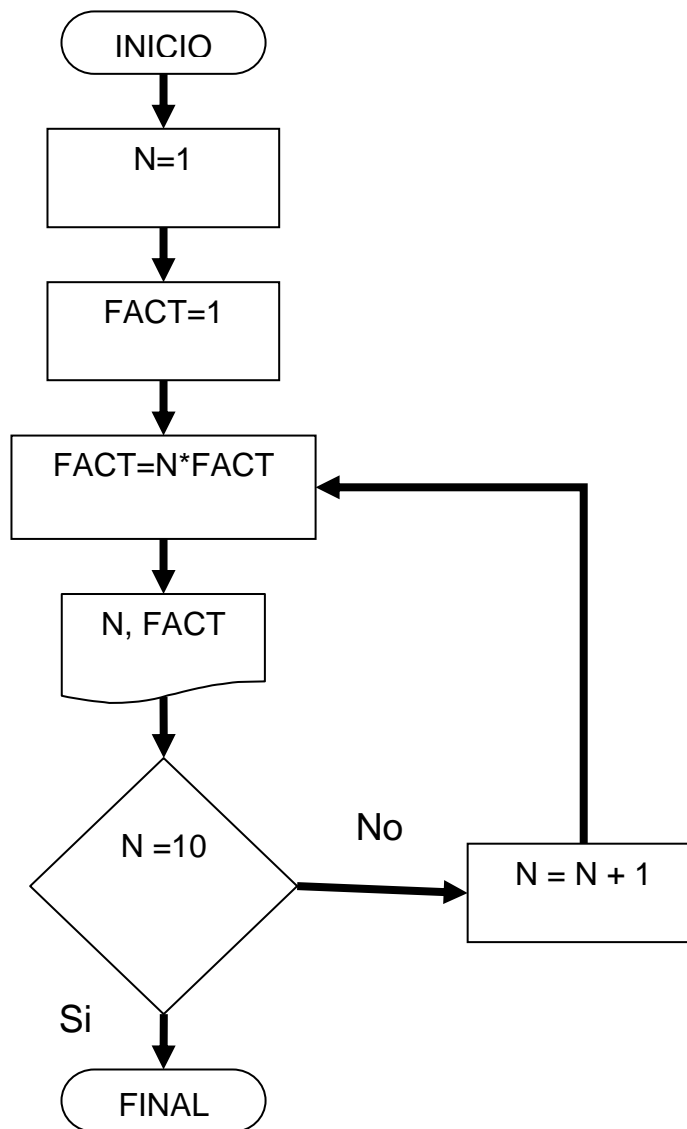 INICIO
N=1
FACT=1
FACT=N*FACT
N, FACT
N =10
No
N = N + 1
Si
FINAL